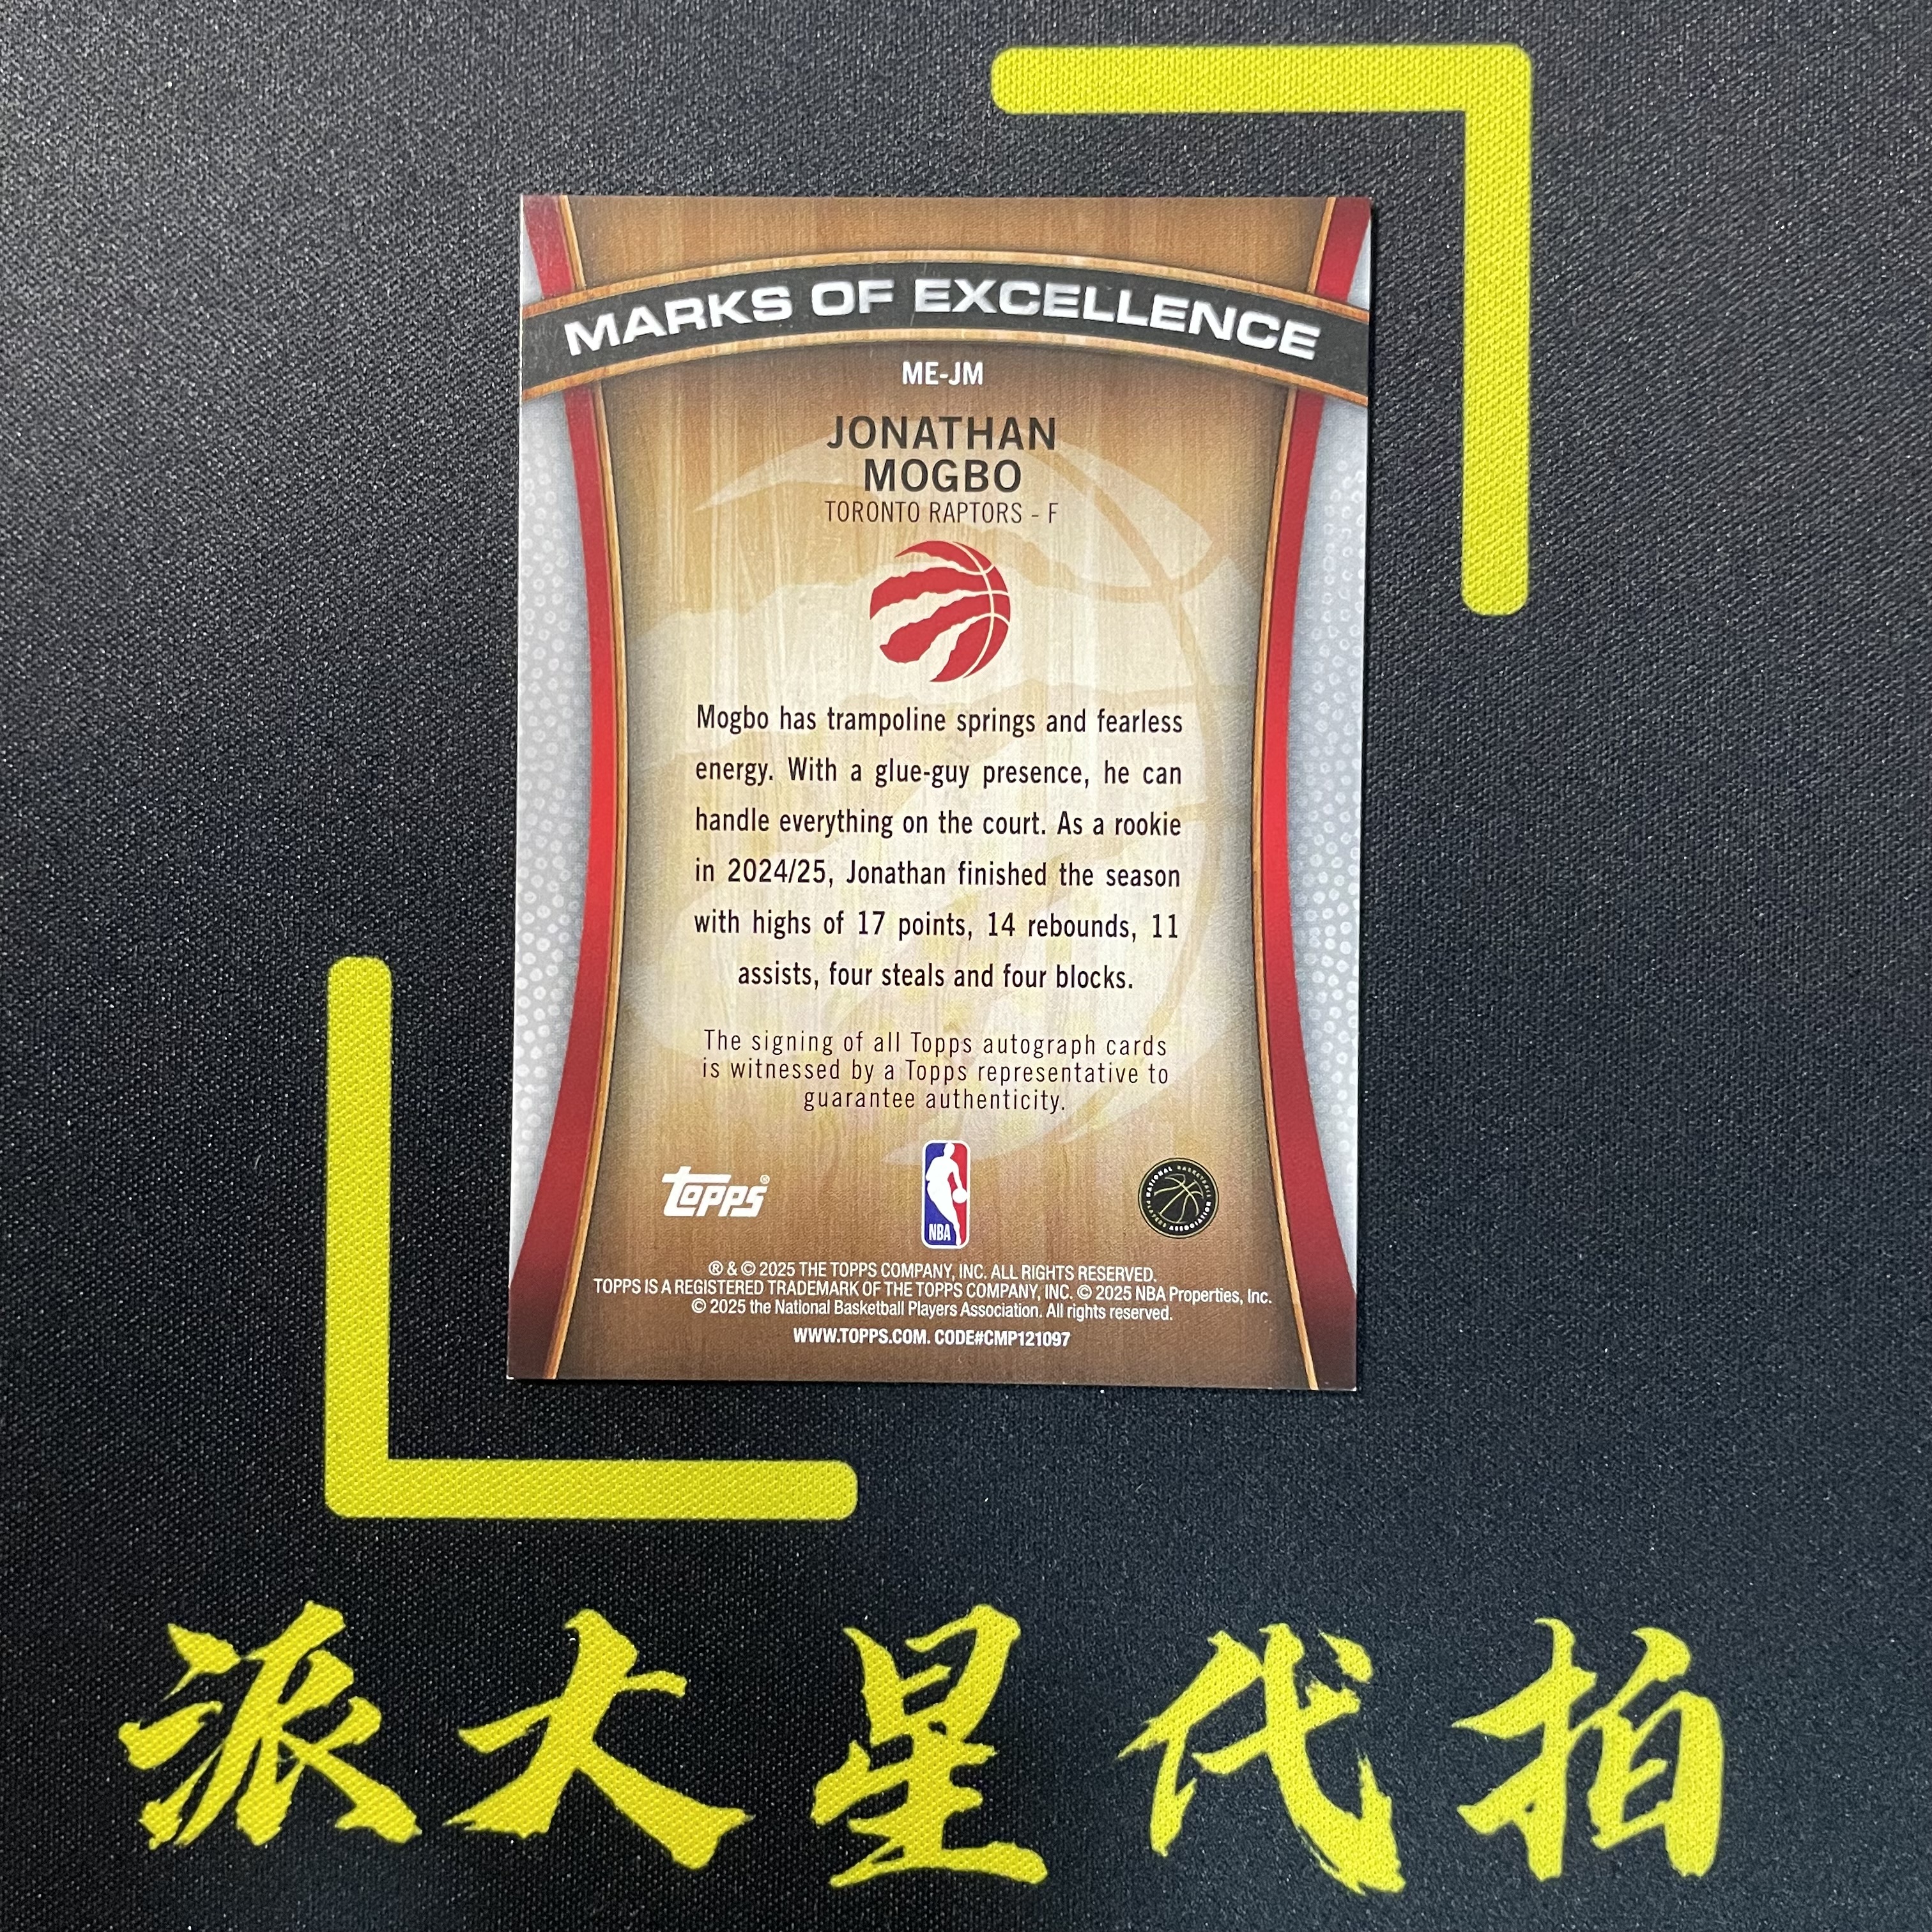 MARKS OF EXCELLENCE
ME-JM
JONATHAN
MOGBO
TORONTO RAPTORS - F
Mogbo has trampoline springs and fearless
energy. With a glue-guy presence, he can
handle everything on the court. As a rookie
in 2024/25, Jonathan finished the season
with highs of 17 points, 14 rebounds, 11
assists, four steals and four blocks.
The signing of all Topps autograph cards
is witnessed by a Topps representative to
guarantee authenticity.
topps®
NBA
NATIONAL BASKETBALL PLAYERS ASSOCIATION
® & © 2025 THE TOPPS COMPANY, INC. ALL RIGHTS RESERVED.
TOPPS IS A REGISTERED TRADEMARK OF THE TOPPS COMPANY, INC. © 2025 NBA Properties, Inc.
© 2025 the National Basketball Players Association. All rights reserved.
WWW.TOPPS.COM. CODE#CMP121097
派大星代拍